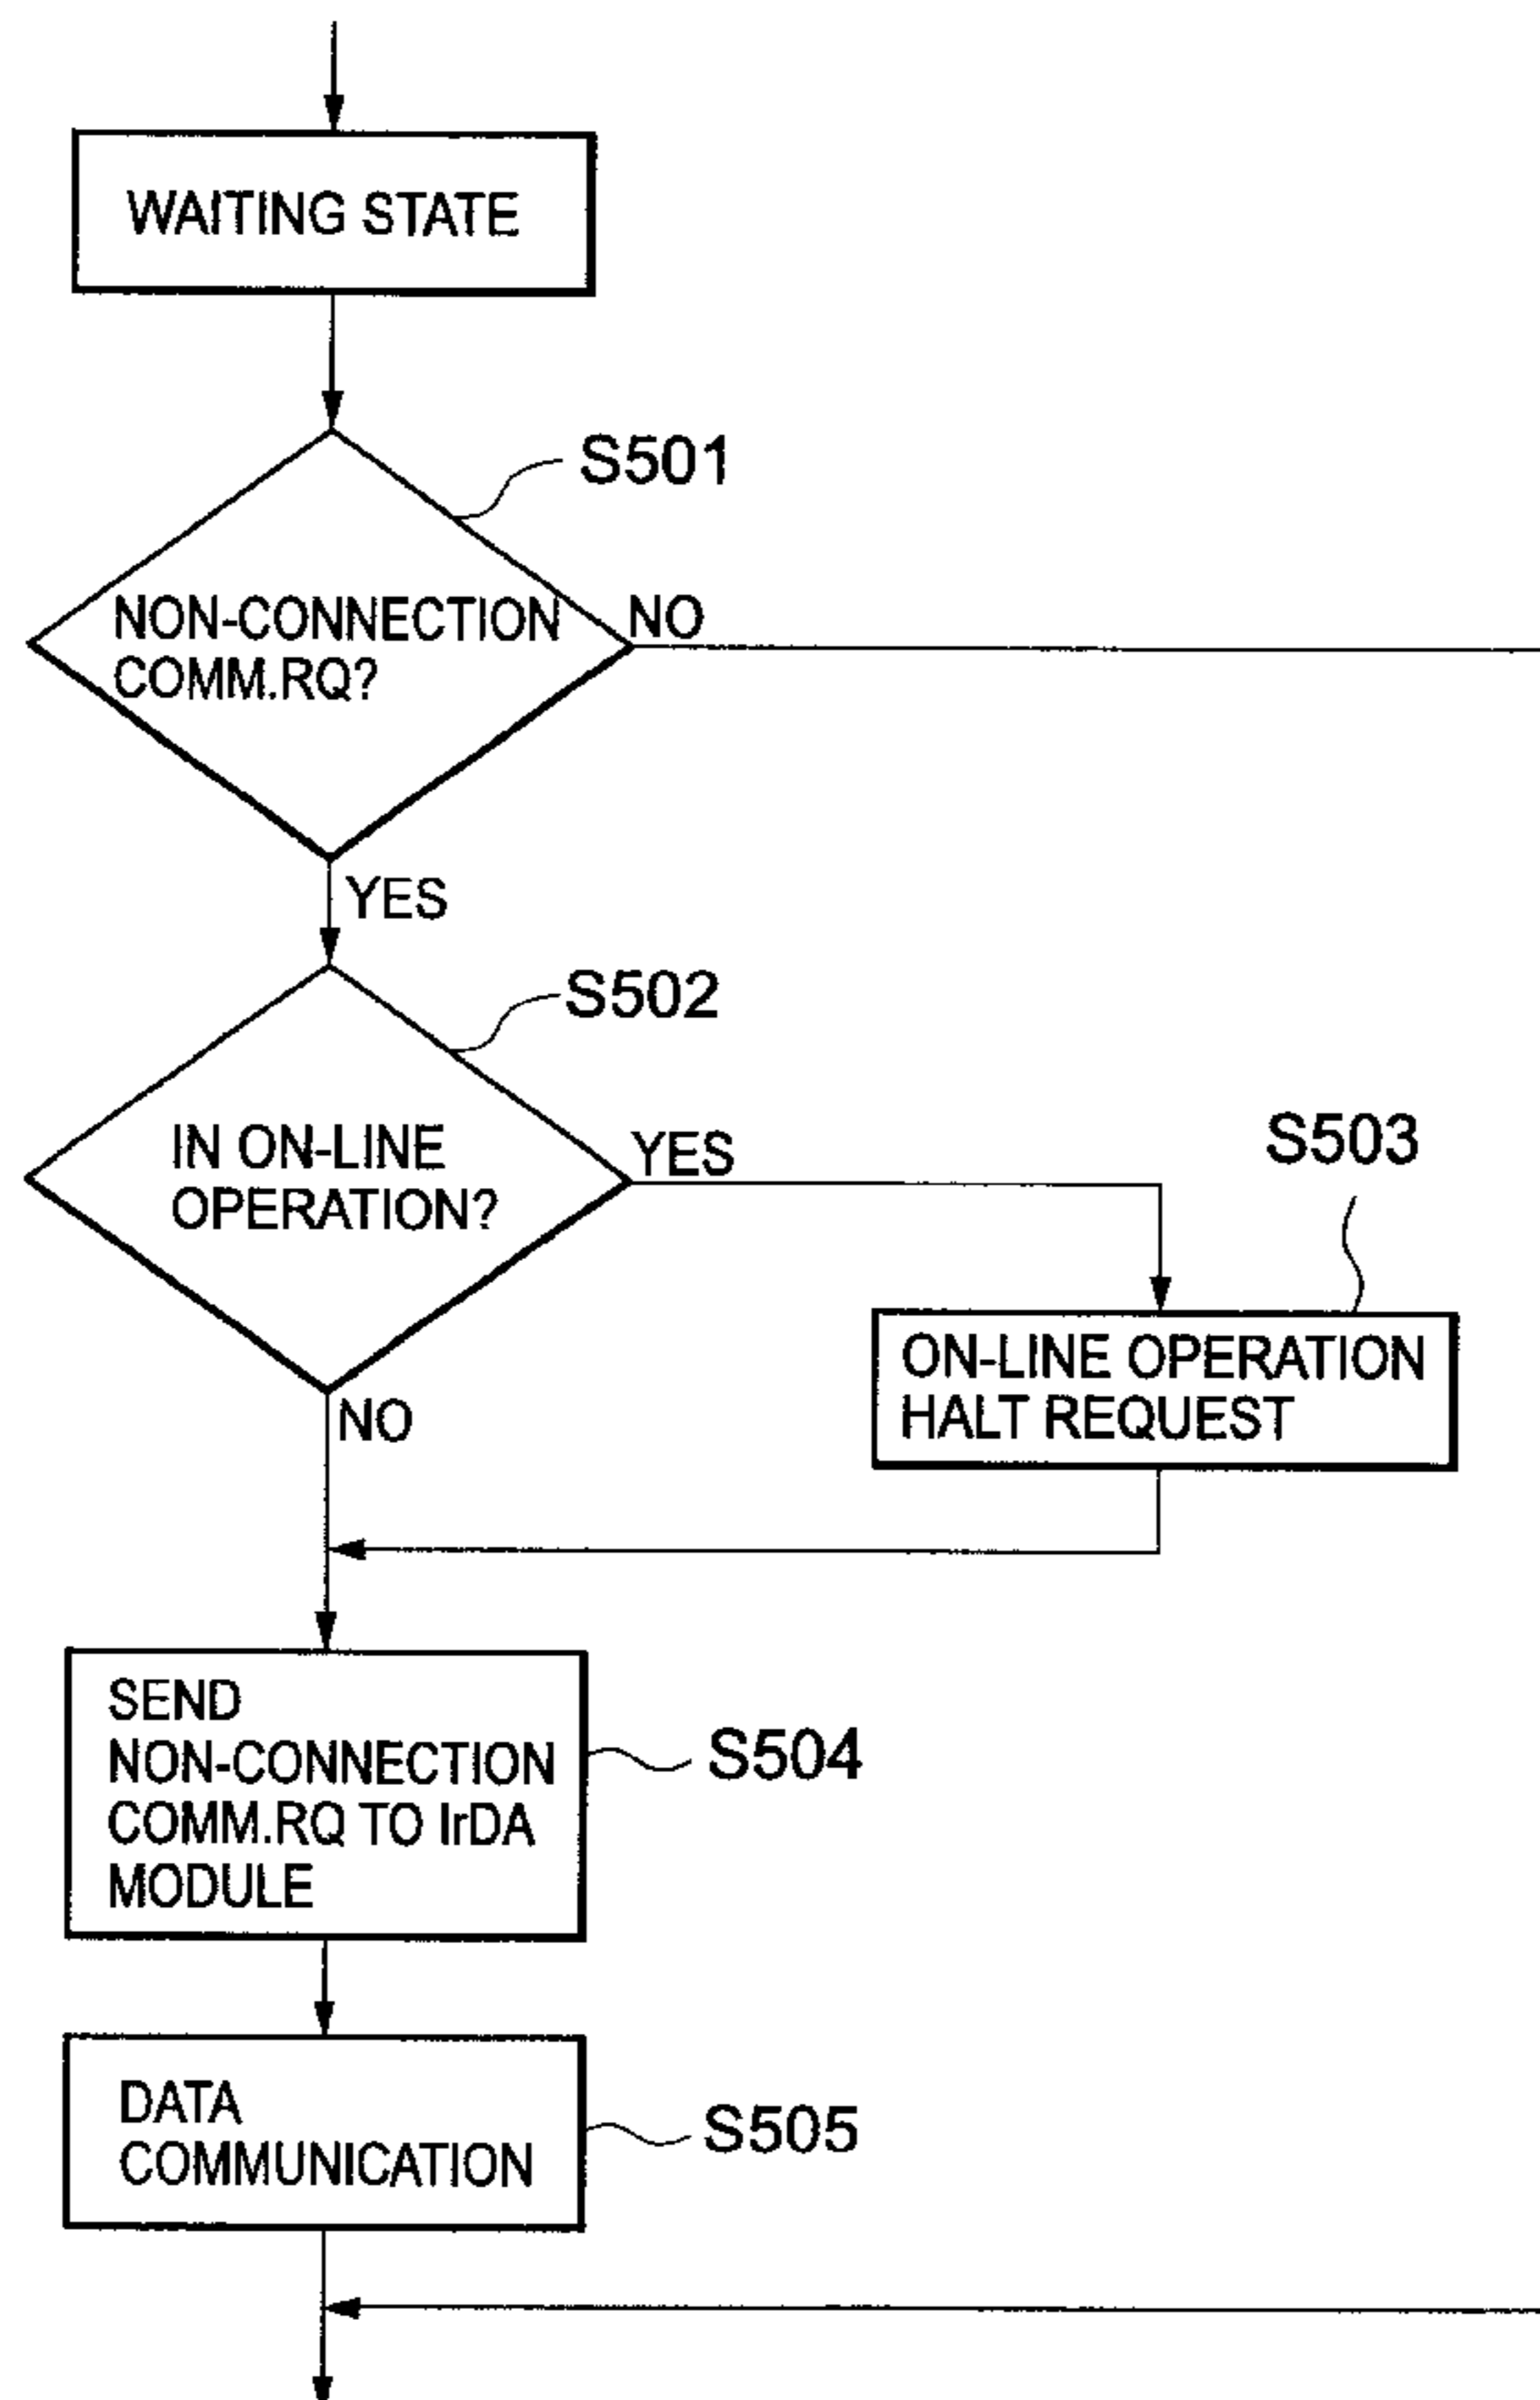 WAITING STATE
S501
NON-CONNECTION
COMM.RQ?
NO
YES
S502
IN ON-LINE
OPERATION?
YES
S503
ON-LINE OPERATION
HALT REQUEST
NO
SEND
NON-CONNECTION
COMM.RQ TO IrDA
MODULE
S504
DATA
COMMUNICATION
S505